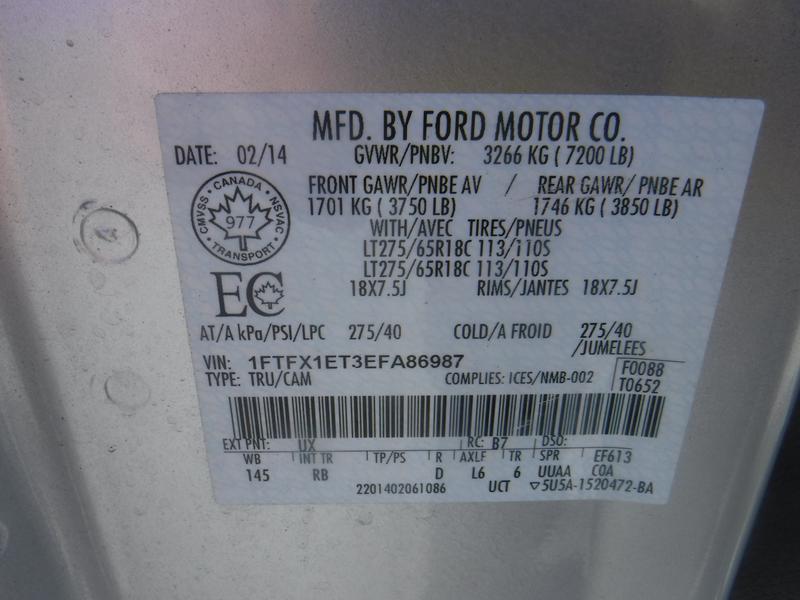 MFD. BY FORD MOTOR CO.
DATE: 02/14 GVWR/PNBV: 3266 KG ( 7200 LB)
FRONT GAWR/PNBE AV / REAR GAWR/ PNBE AR
1701 KG ( 3750 LB) 1746 KG ( 3850 LB)
WITH/AVEC TIRES/PNEUS
LT275/65R18C 113/110S
LT275/65R18C 113/110S
18X7.5J RIMS/JANTES 18X7.5J
CANADA
CMVSS 977 NSVAC
TRANSPORT
EC
AT/A kPa/PSI/LPC 275/40 COLD/A FROID 275/40
/JUMELEES
VIN: 1FTFX1ET3EFA86987
TYPE: TRU/CAM COMPLIES: ICES/NMB-002
F0088
T0652
EXT PNT: UX RC: B7 DSO:
WB INT TR TP/PS R AXLE TR SPR EF613
145 RB D L6 6 UUAA COA
2201402061086 UCT ▽5U5A-1520472-BA